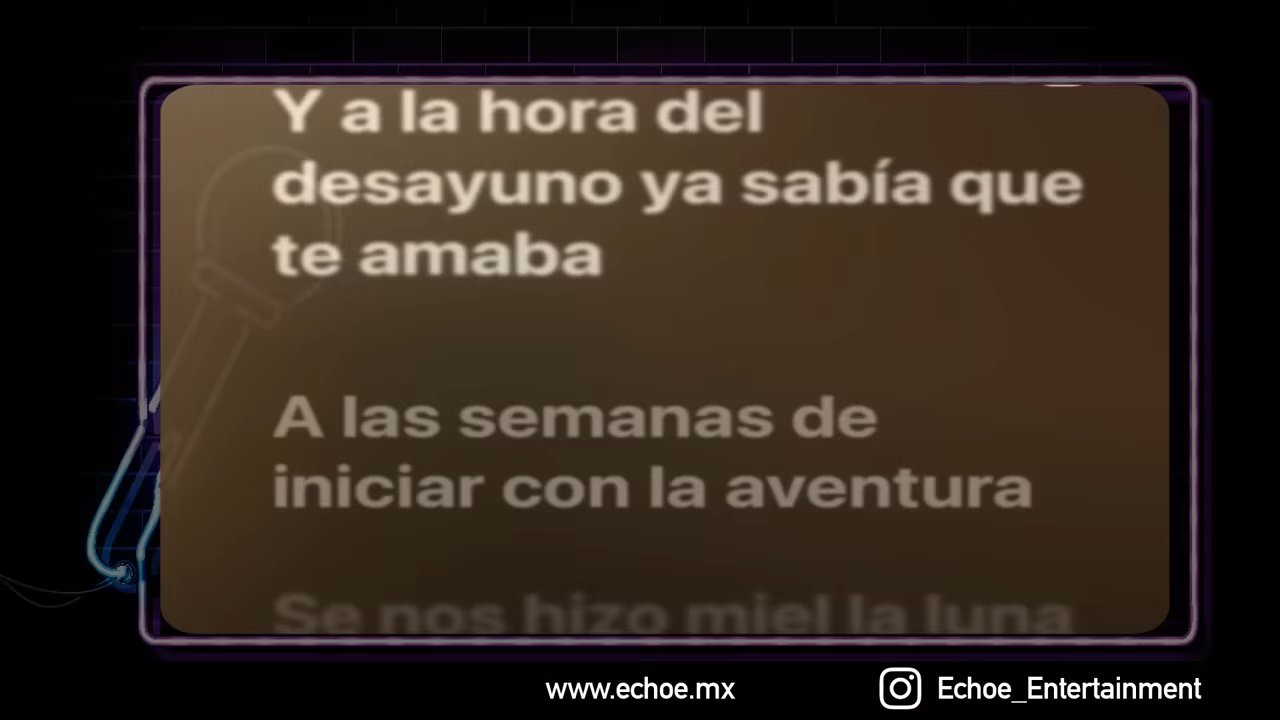 Y a la hora del
desayuno ya sabía que
te amaba
A las semanas de
iniciar con la aventura
Se nos hizo miel la luna
www.echoe.mx
Echoe_Entertainment